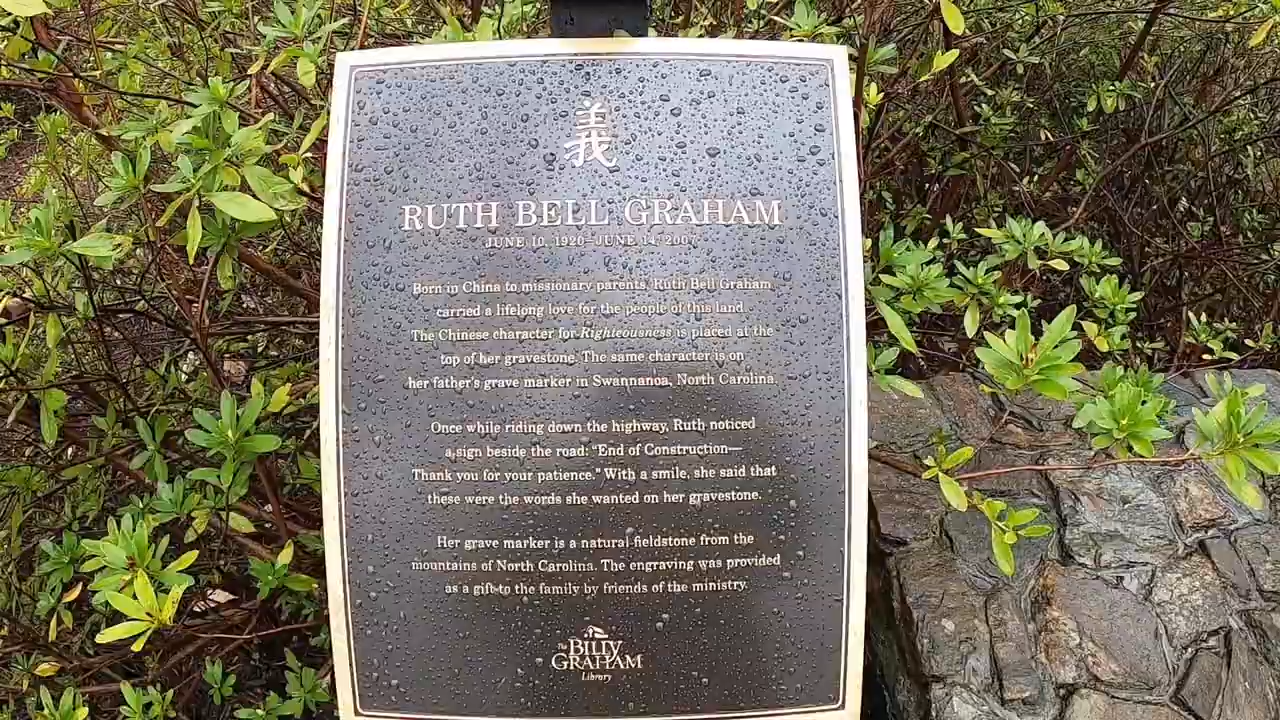 義
RUTH BELL GRAHAM
JUNE 10, 1920–JUNE 14, 2007
Born in China to missionary parents, Ruth Bell Graham
carried a lifelong love for the people of this land.
The Chinese character for Righteousness is placed at the
top of her gravestone. The same character is on
her father's grave marker in Swannanoa, North Carolina.
Once while riding down the highway, Ruth noticed
a sign beside the road: “End of Construction—
Thank you for your patience.” With a smile, she said that
these were the words she wanted on her gravestone.
Her grave marker is a natural fieldstone from the
mountains of North Carolina. The engraving was provided
as a gift to the family by friends of the ministry.
The BILLY
GRAHAM
Library